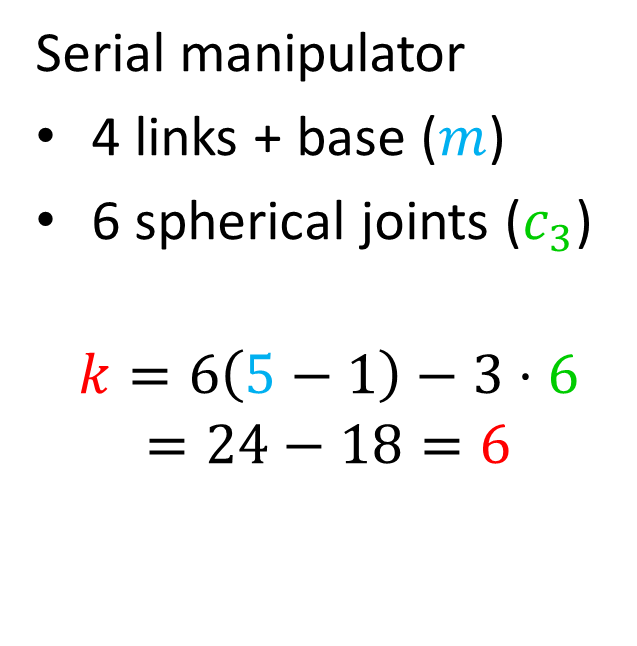 Serial manipulator
• 4 links + base (m)
• 6 spherical joints (c₃)
k = 6(5 − 1) − 3 · 6
= 24 − 18 = 6